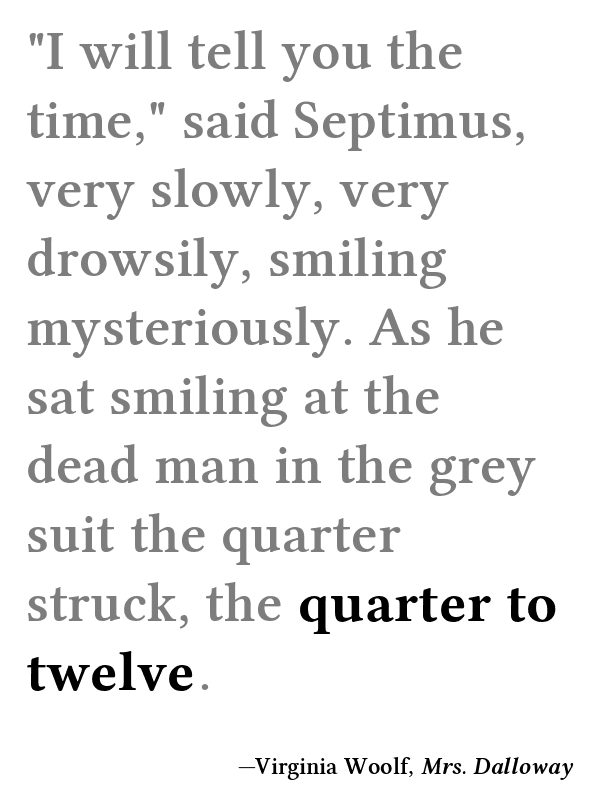 "I will tell you the
time," said Septimus,
very slowly, very
drowsily, smiling
mysteriously. As he
sat smiling at the
dead man in the grey
suit the quarter
struck, the quarter to
twelve.
—Virginia Woolf, Mrs. Dalloway